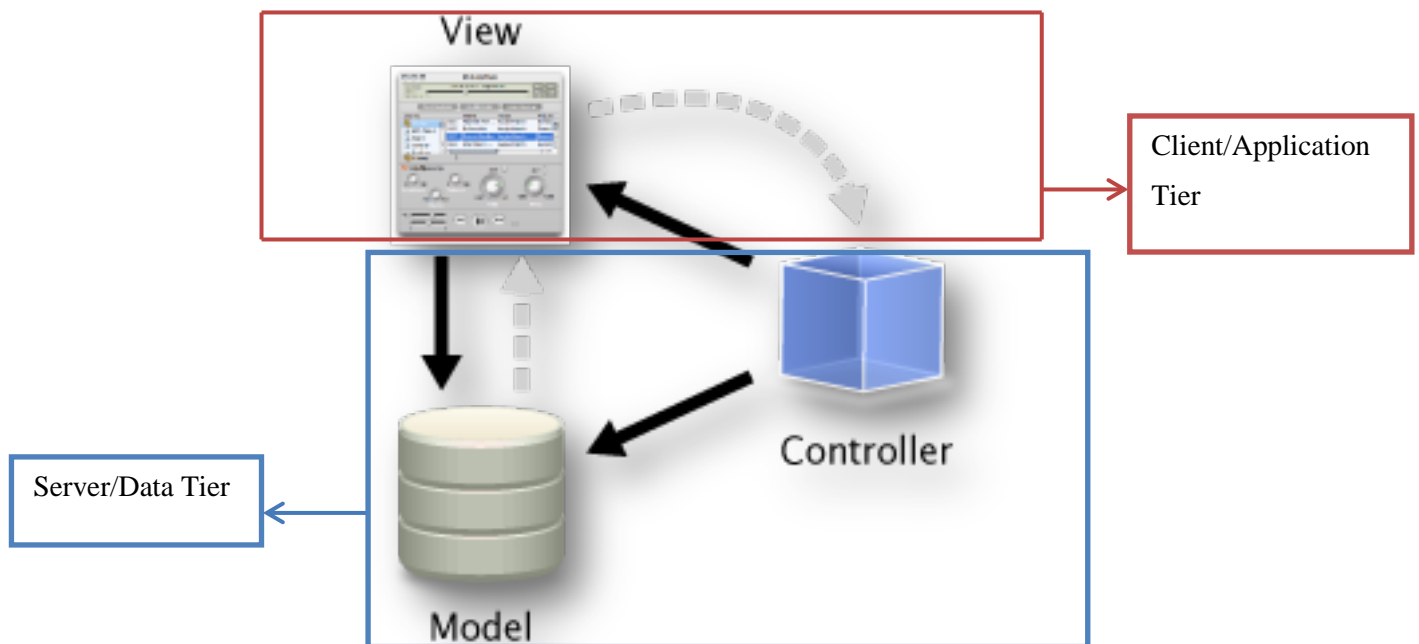 View
Client/Application
Tier
Controller
Server/Data Tier
Model